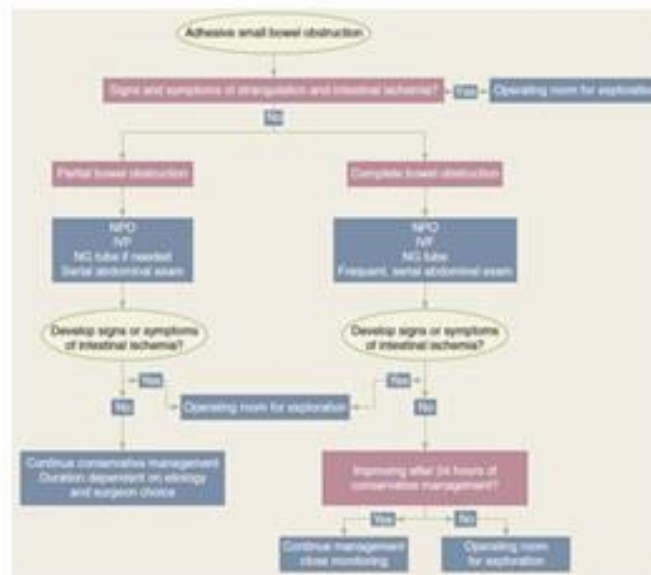 Adhesive small bowel obstruction
Signs and symptoms of strangulation and intestinal ischemia?
Yes
Operating room for exploration
No
Partial bowel obstruction
Complete bowel obstruction
NPO
IVF
NG tube if needed
Serial abdominal exam
NPO
IVF
NG tube
Frequent, serial abdominal exam
Develop signs or symptoms
of intestinal ischemia?
Develop signs or symptoms
of intestinal ischemia?
Yes
Yes
Operating room for exploration
No
No
Continue conservative management
Duration dependent on etiology
and surgeon choice
Improving after 24 hours of
conservative management?
Yes
No
Continue management
close monitoring
Operating room
for exploration